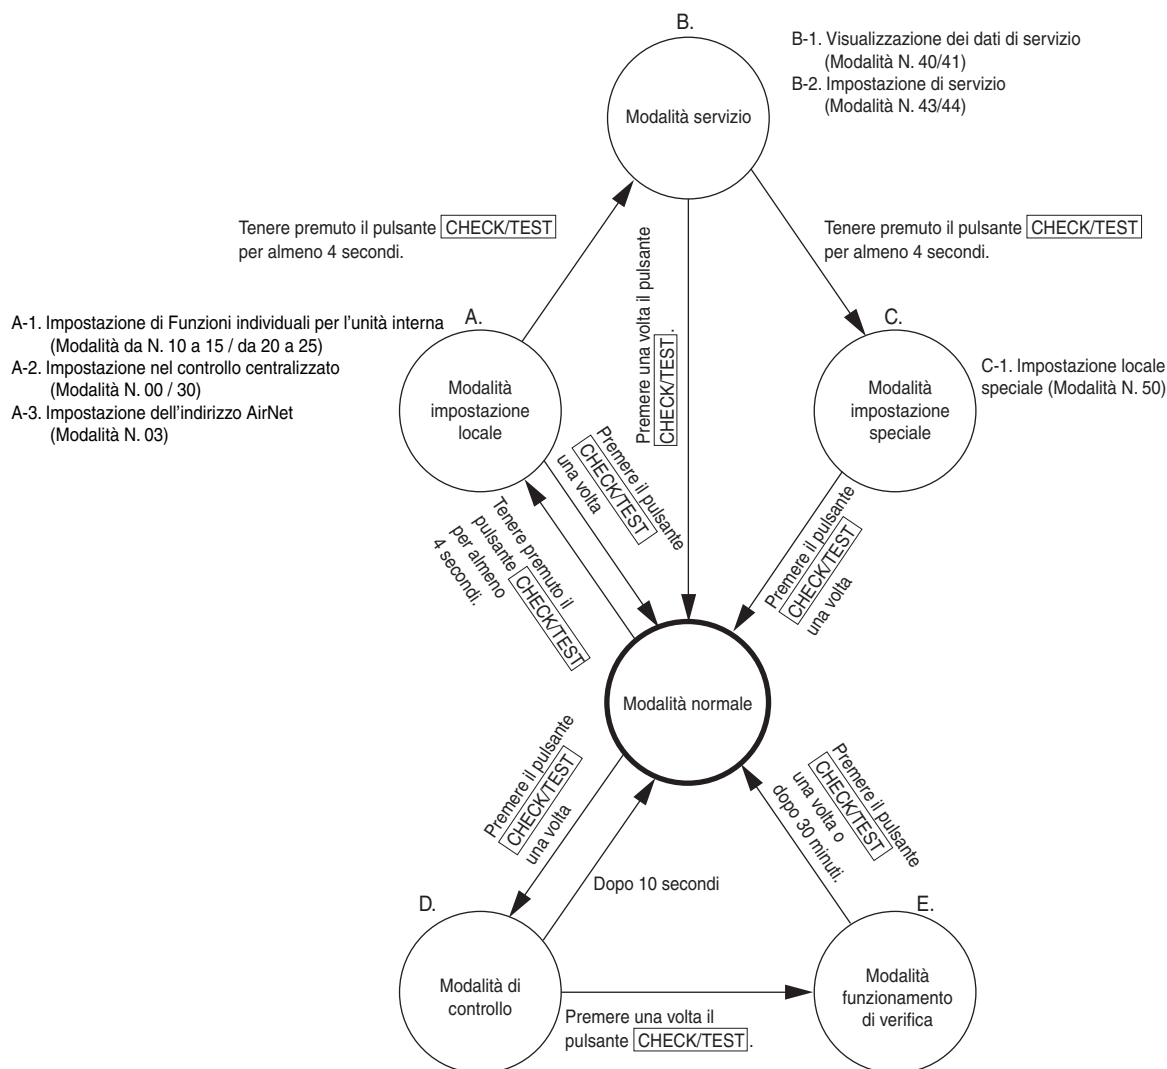 B.
B-1. Visualizzazione dei dati di servizio
(Modalità N. 40/41)
B-2. Impostazione di servizio
(Modalità N. 43/44)
Modalità servizio
Tenere premuto il pulsante CHECK/TEST
per almeno 4 secondi.
Tenere premuto il pulsante CHECK/TEST
per almeno 4 secondi.
Premere una volta il pulsante
CHECK/TEST.
A-1. Impostazione di Funzioni individuali per l'unità interna
(Modalità da N. 10 a 15 / da 20 a 25)
A-2. Impostazione nel controllo centralizzato
(Modalità N. 00 / 30)
A-3. Impostazione dell'indirizzo AirNet
(Modalità N. 03)
A.
Modalità
impostazione
locale
C.
Modalità
impostazione
speciale
C-1. Impostazione locale
speciale (Modalità N. 50)
Premere il pulsante
CHECK/TEST
una volta
Tenere premuto il
pulsante CHECK/TEST
per almeno
4 secondi.
Premere il pulsante
CHECK/TEST
una volta
Modalità normale
Premere il pulsante
CHECK/TEST
una volta
Dopo 10 secondi
Premere il pulsante
CHECK/TEST
una volta o
dopo 30 minuti.
D.
Modalità di
controllo
Premere una volta il
pulsante CHECK/TEST.
E.
Modalità
funzionamento
di verifica